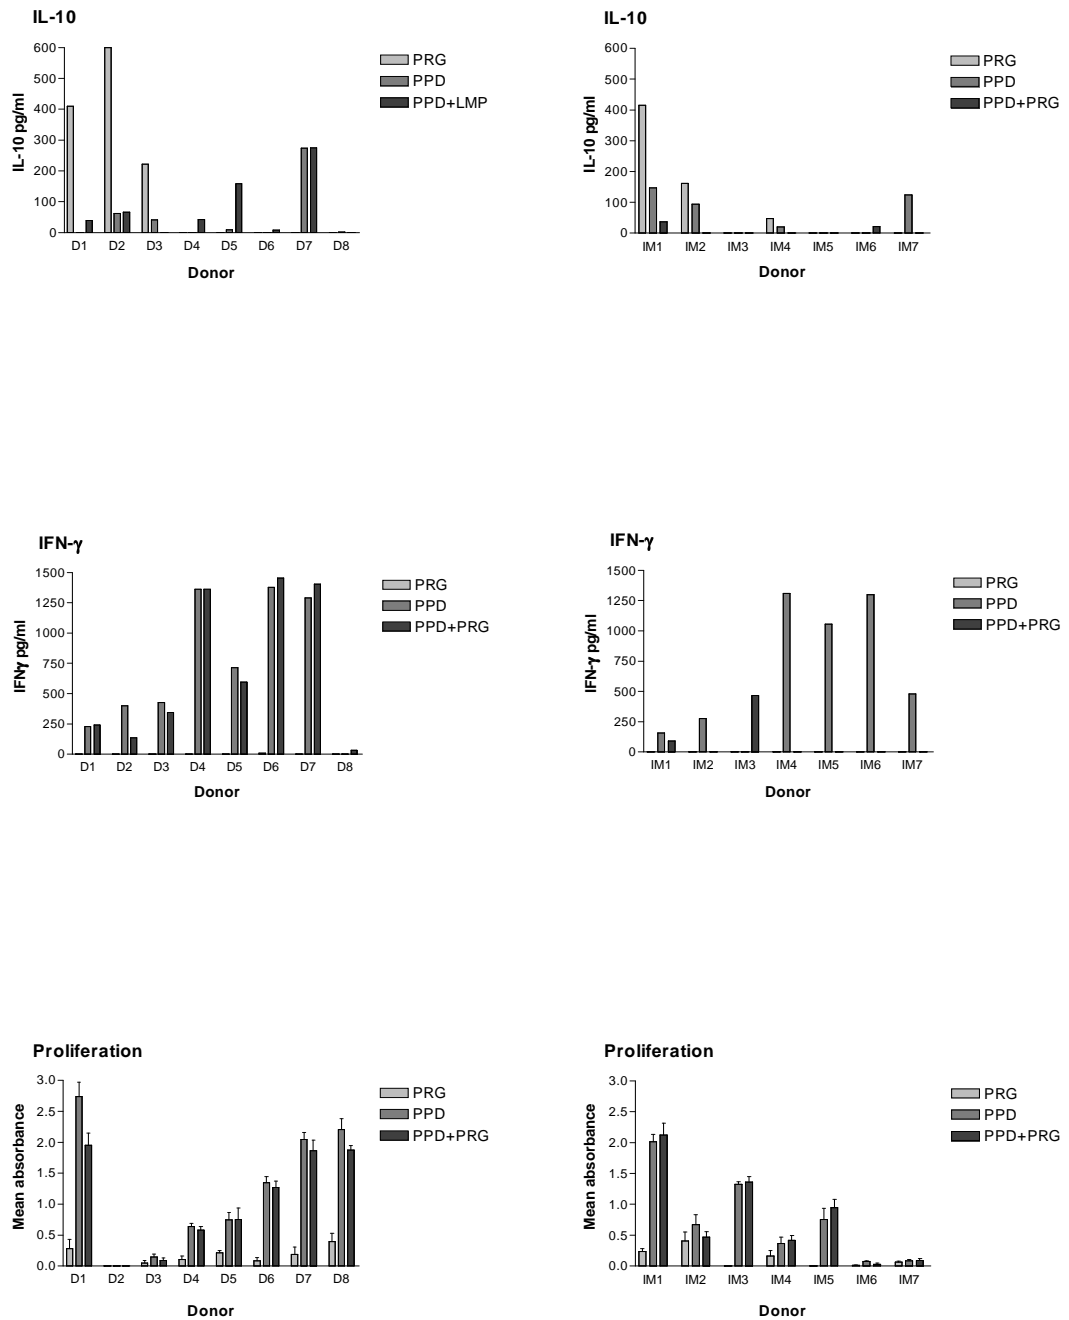 IL-10
IL-10 pg/ml
600
500
400
300
200
100
0
D1 D2 D3 D4 D5 D6 D7 D8
Donor
PRG
PPD
PPD+LMP
IL-10
IL-10 pg/ml
600
500
400
300
200
100
0
IM1 IM2 IM3 IM4 IM5 IM6 IM7
Donor
PRG
PPD
PPD+PRG
IFN-γ
IFNγ pg/ml
1500
1250
1000
750
500
250
0
D1 D2 D3 D4 D5 D6 D7 D8
Donor
PRG
PPD
PPD+PRG
IFN-γ
IFN-γ pg/ml
1500
1250
1000
750
500
250
0
IM1 IM2 IM3 IM4 IM5 IM6 IM7
Donor
PRG
PPD
PPD+PRG
Proliferation
Mean absorbance
3.0
2.5
2.0
1.5
1.0
0.5
0.0
D1 D2 D3 D4 D5 D6 D7 D8
Donor
PRG
PPD
PPD+PRG
Proliferation
Mean absorbance
3.0
2.5
2.0
1.5
1.0
0.5
0.0
IM1 IM2 IM3 IM4 IM5 IM6 IM7
Donor
PRG
PPD
PPD+PRG